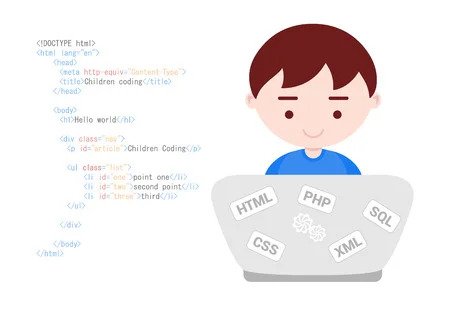 <!DOCTYPE html>
<html lang="en">
<head>
<meta http-equiv="Content Type">
<title>Children coding</title>
</head>
<body>
<h1>Hello world</h1>
<div class="nos">
<p id="article">Children Coding</p>
<ul class="list">
<li id="one">point one</li>
<li id="two">second point</li>
<li id="three">third</li>
</ul>
</div>
</body>
</html>
HTML
PHP
SQL
CSS
XML